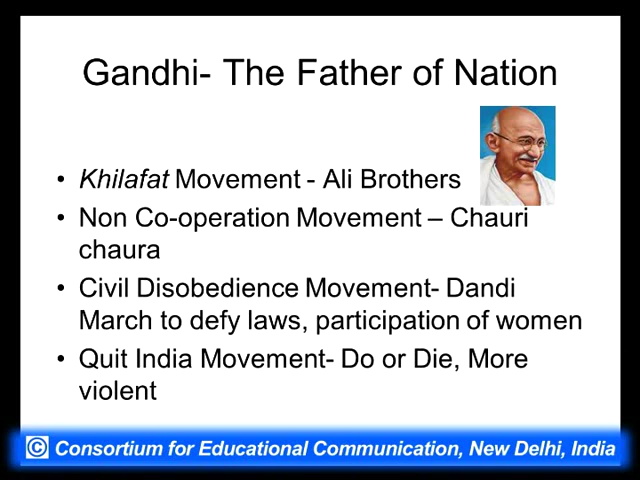 Gandhi- The Father of Nation
• Khilafat Movement - Ali Brothers
• Non Co-operation Movement – Chauri
chaura
• Civil Disobedience Movement- Dandi
March to defy laws, participation of women
• Quit India Movement- Do or Die, More
violent
© Consortium for Educational Communication, New Delhi, India